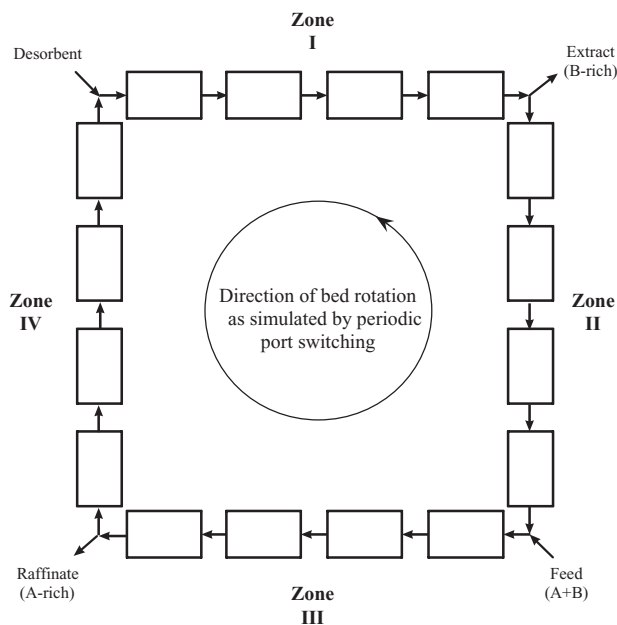 Zone
I
Desorbent
Extract
(B-rich)
Zone
IV
Direction of bed rotation
as simulated by periodic
port switching
Zone
II
Raffinate
(A-rich)
Zone
III
Feed
(A+B)